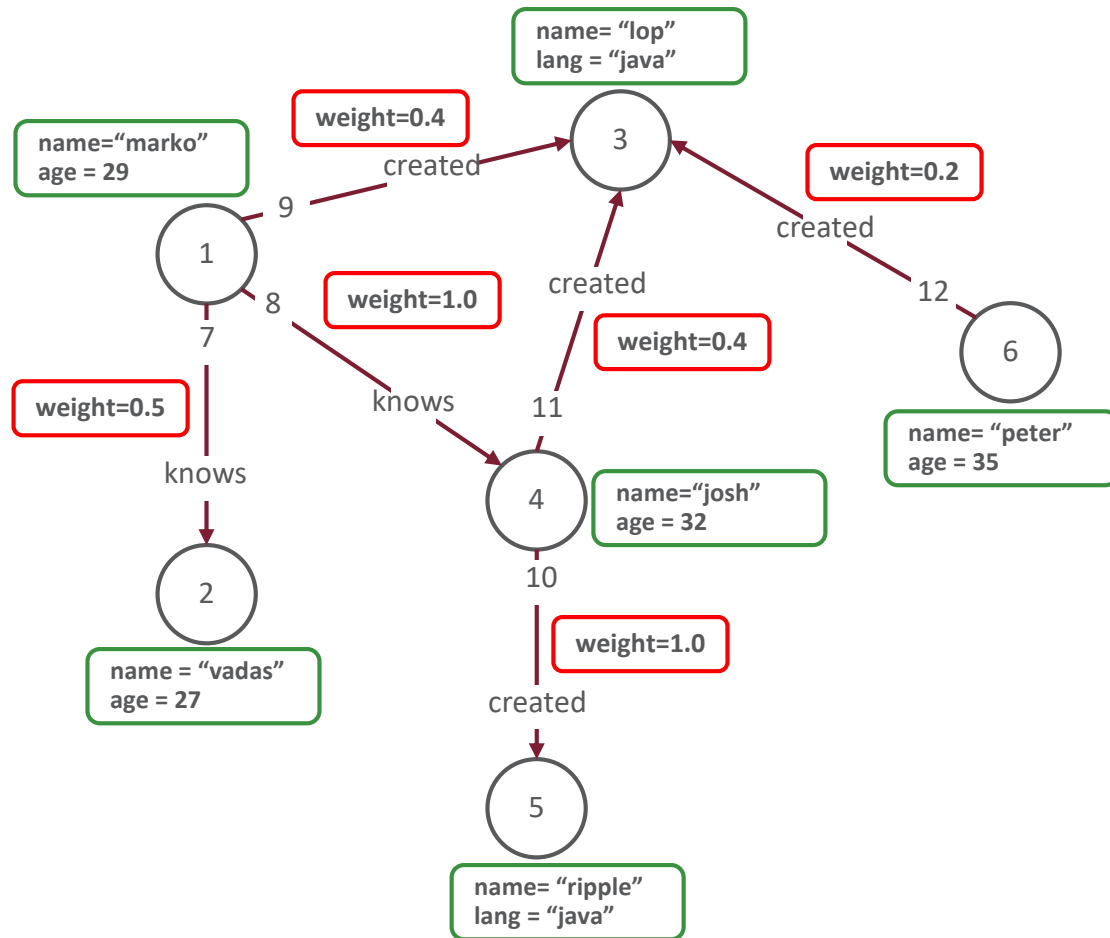 name= “lop”
lang = “java”
weight=0.4
3
name=“marko”
age = 29
created
weight=0.2
9
created
1
8
weight=1.0
created
12
7
weight=0.4
6
weight=0.5
knows
11
name= “peter”
age = 35
knows
4
name=“josh”
age = 32
10
2
weight=1.0
name = “vadas”
age = 27
created
5
name= “ripple”
lang = “java”